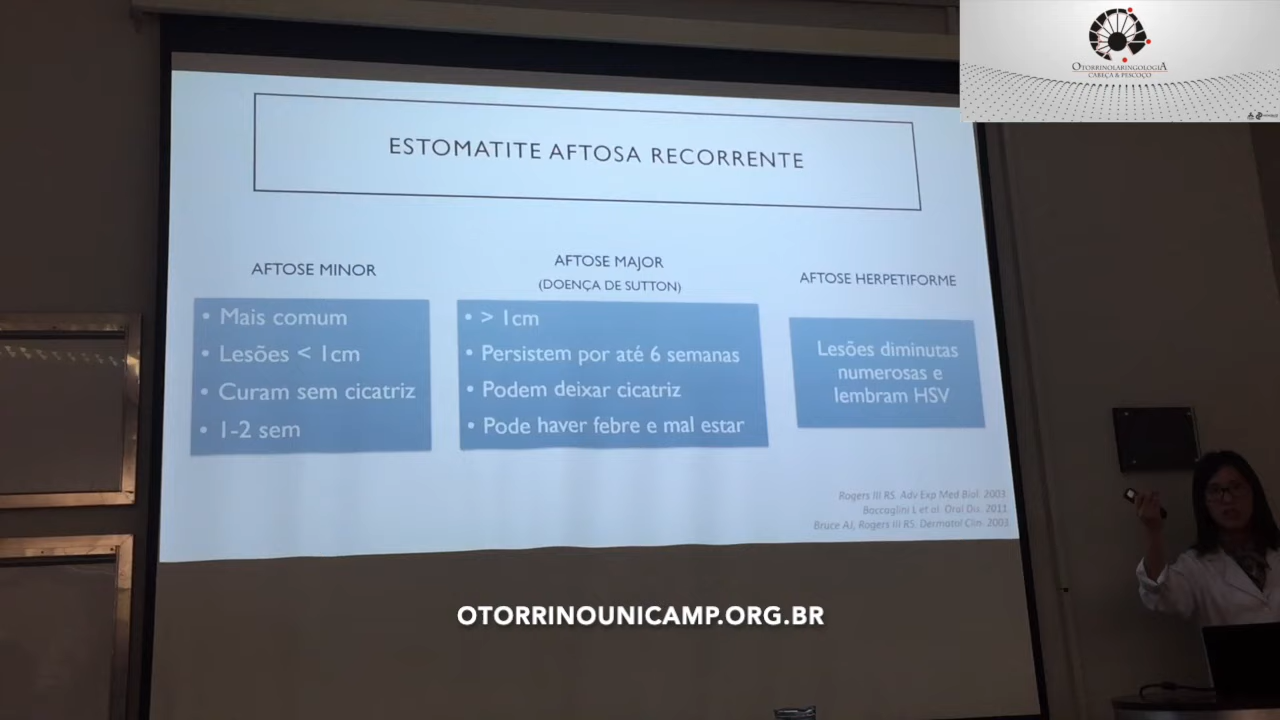 OTORRINOLARINGOLOGIA
CABEÇA & PESCOÇO
ESTOMATITE AFTOSA RECORRENTE
AFTOSE MINOR
• Mais comum
• Lesões < 1cm
• Curam sem cicatriz
• 1-2 sem
AFTOSE MAJOR
(DOENÇA DE SUTTON)
• > 1cm
• Persistem por até 6 semanas
• Podem deixar cicatriz
• Pode haver febre e mal estar
AFTOSE HERPETIFORME
Lesões diminutas
numerosas e
lembram HSV
Rogers III RS. Adv Exp Med Biol. 2003.
Baccaglini L et al. Oral Dis. 2011.
Bruce AJ, Rogers III RS. Dermatol Clin. 2003.
OTORRINOUNICAMP.ORG.BR